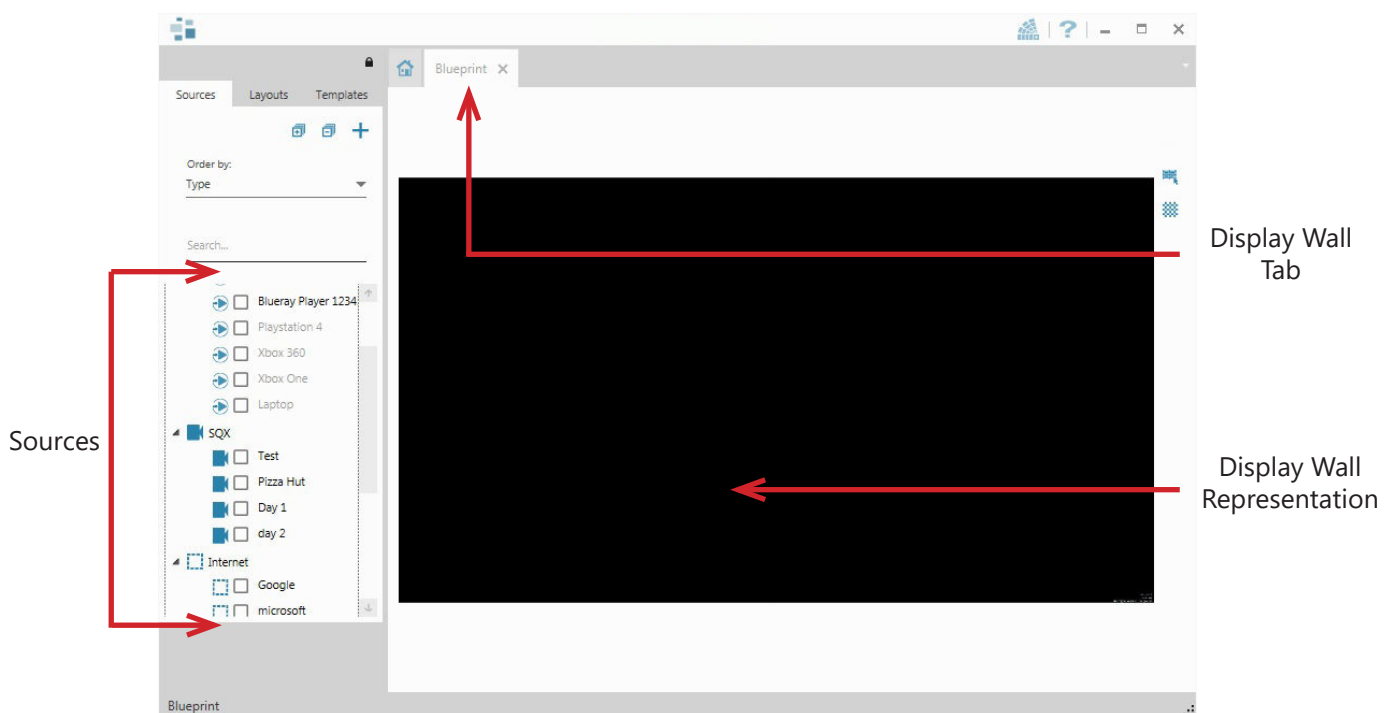 ?
Blueprint
Sources Layouts Templates
Order by:
Type
Search...
Blueray Player 1234
Playstation 4
Xbox 360
Xbox One
Laptop
SQX
Test
Pizza Hut
Day 1
day 2
Internet
Google
microsoft
Blueprint
Sources
Display Wall
Tab
Display Wall
Representation